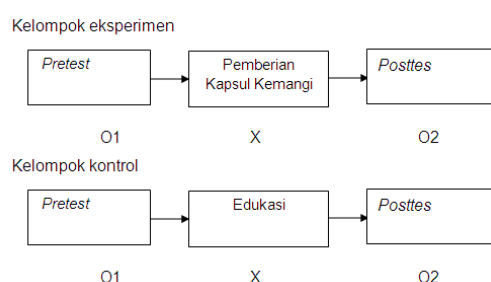 Kelompok eksperimen
Pretest
Pemberian
Kapsul Kemangi
Posttes
O1 X O2
Kelompok kontrol
Pretest
Edukasi
Posttes
O1 X O2